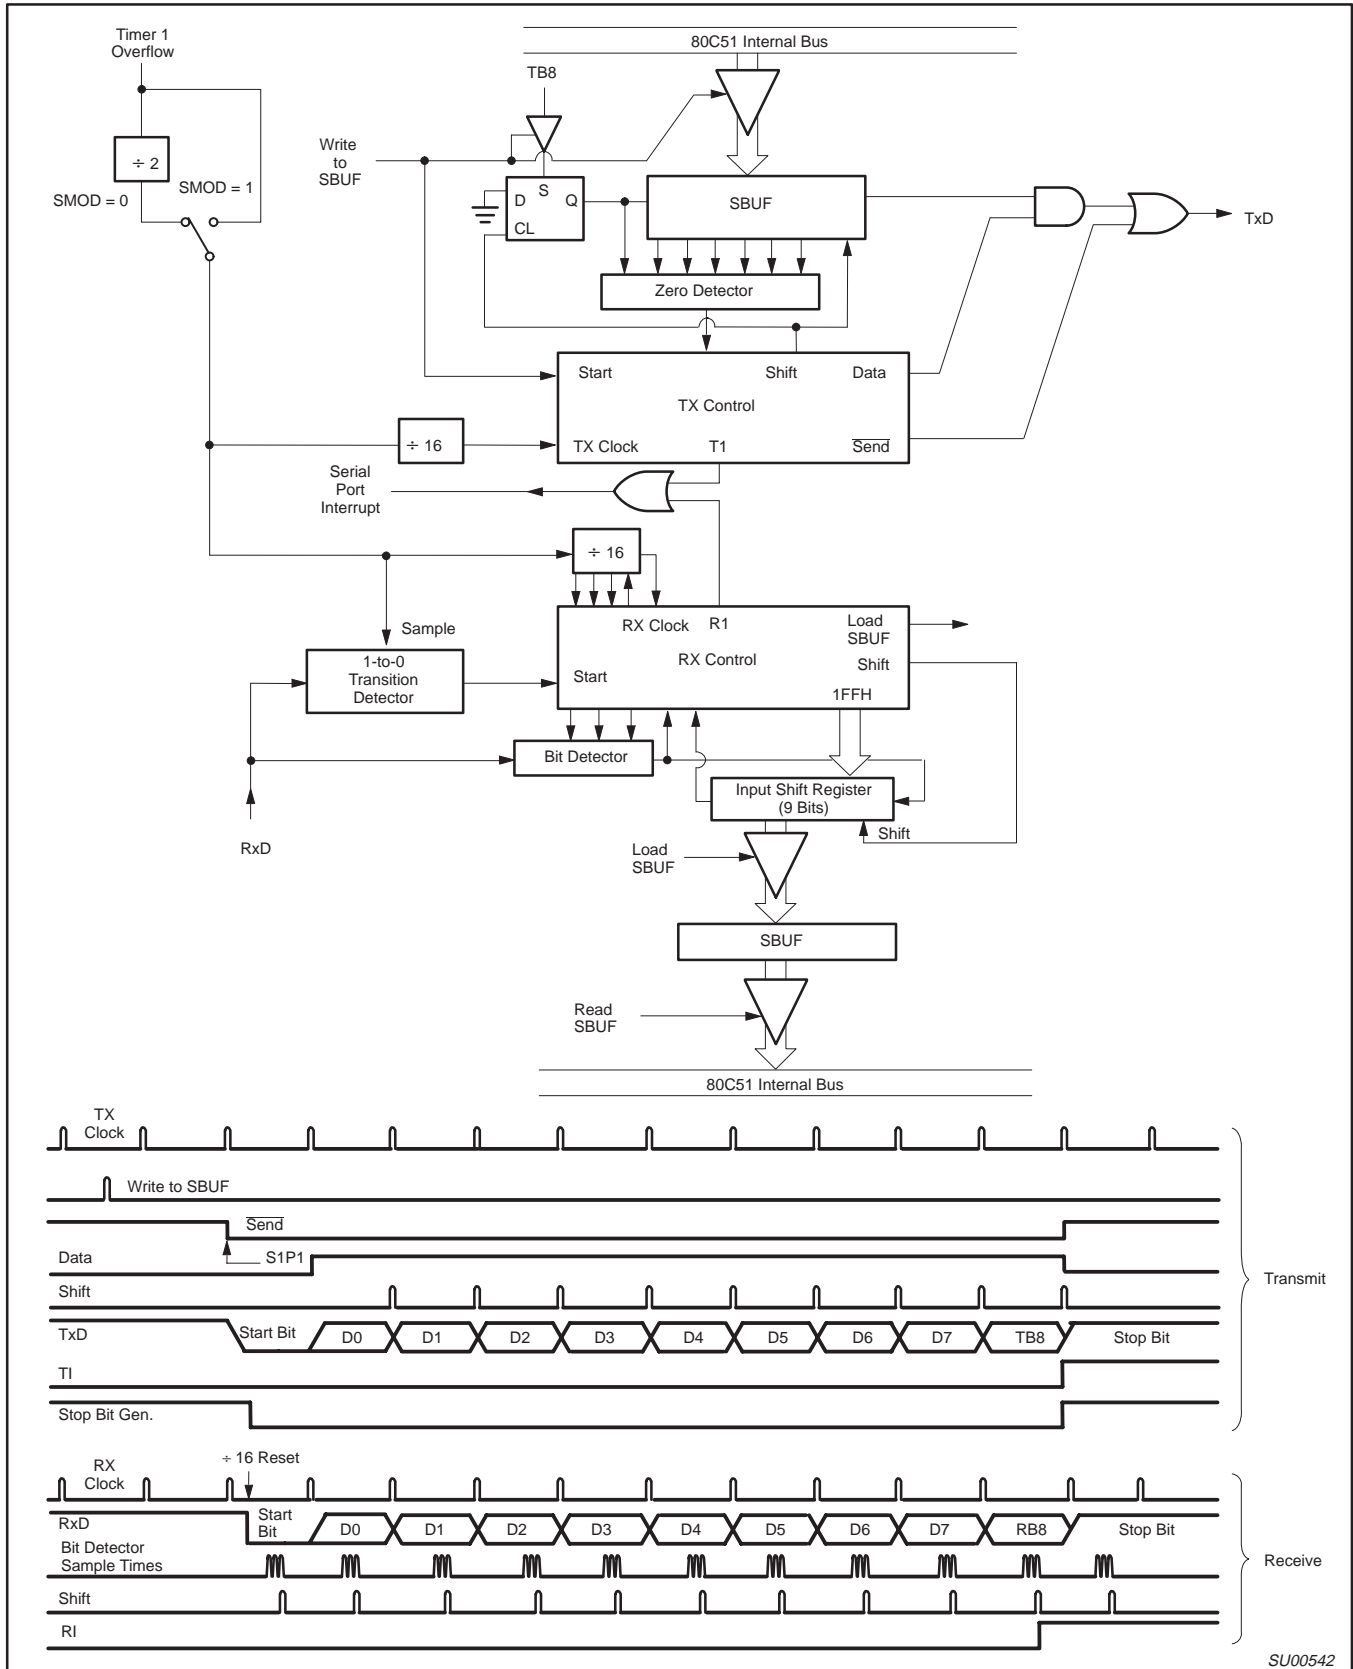 Timer 1
Overflow
80C51 Internal Bus
TB8
Write
to
SBUF
÷ 2
SMOD = 1
SMOD = 0
S
D
Q
CL
SBUF
TxD
Zero Detector
Start
Shift
Data
TX Control
÷ 16
TX Clock
T1
Send
Serial
Port
Interrupt
÷ 16
Sample
RX Clock
R1
Load
SBUF
1-to-0
Transition
Detector
Start
RX Control
Shift
1FFH
Bit Detector
Input Shift Register
(9 Bits)
Shift
RxD
Load
SBUF
SBUF
Read
SBUF
80C51 Internal Bus
TX
Clock
Write to SBUF
Send
Data
S1P1
Shift
Transmit
TxD
Start Bit
D0
D1
D2
D3
D4
D5
D6
D7
TB8
Stop Bit
TI
Stop Bit Gen.
÷ 16 Reset
RX
Clock
RxD
Start
Bit
D0
D1
D2
D3
D4
D5
D6
D7
RB8
Stop Bit
Bit Detector
Sample Times
Receive
Shift
RI
SU00542